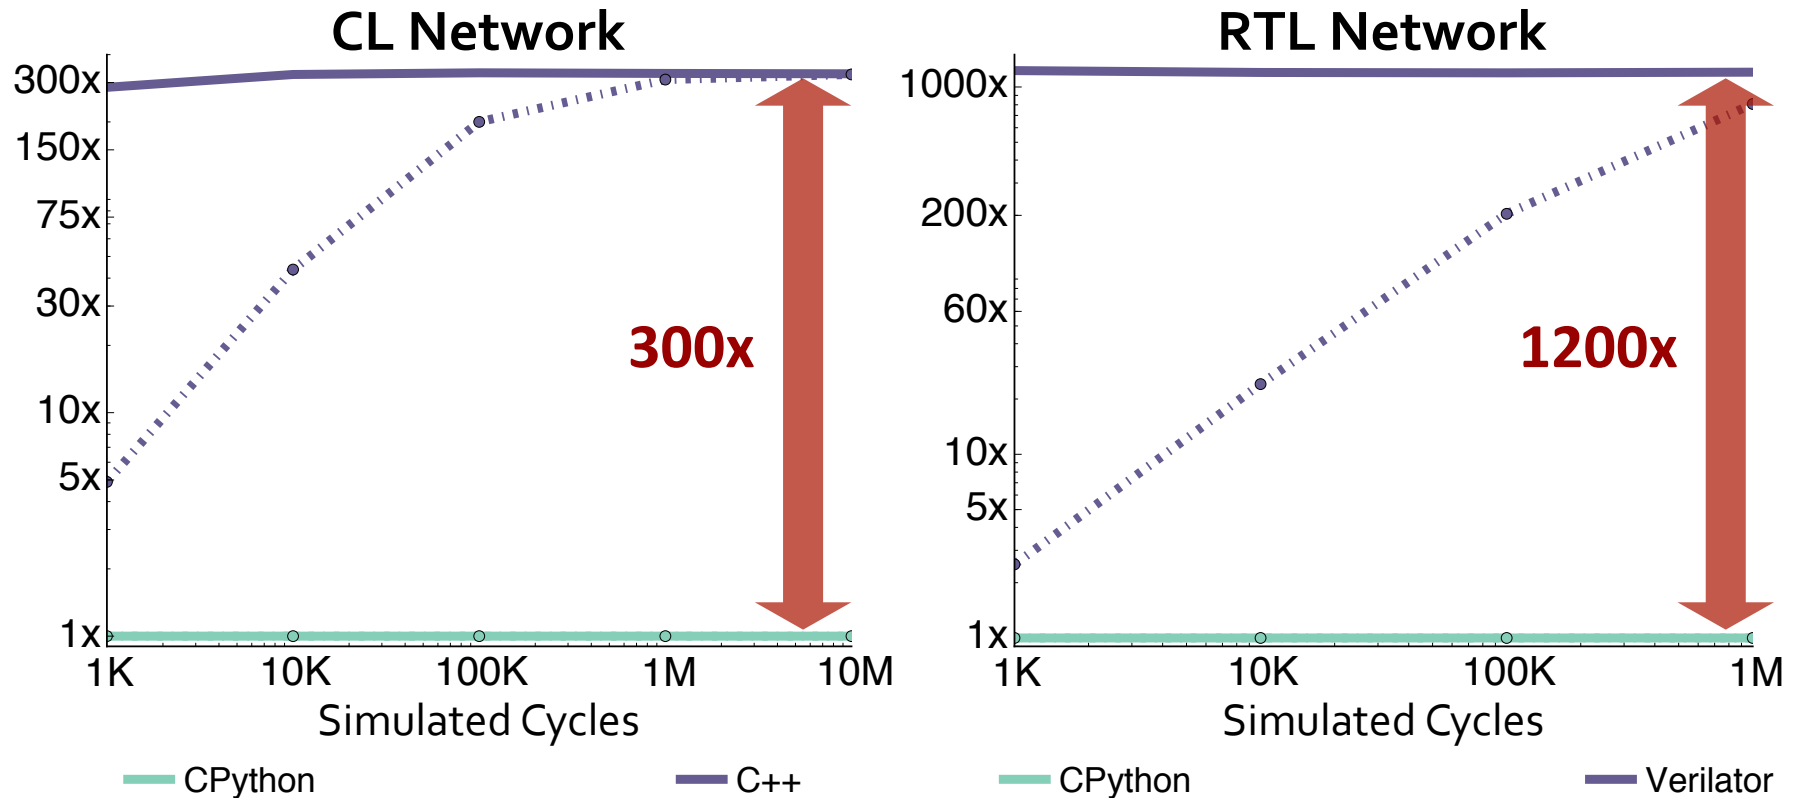 CL Network
300x
150x
75x
30x
10x
5x
1x
300x
1K 10K 100K 1M 10M
Simulated Cycles
CPython C++
RTL Network
1000x
200x
60x
10x
5x
1x
1200x
1K 10K 100K 1M
Simulated Cycles
CPython Verilator